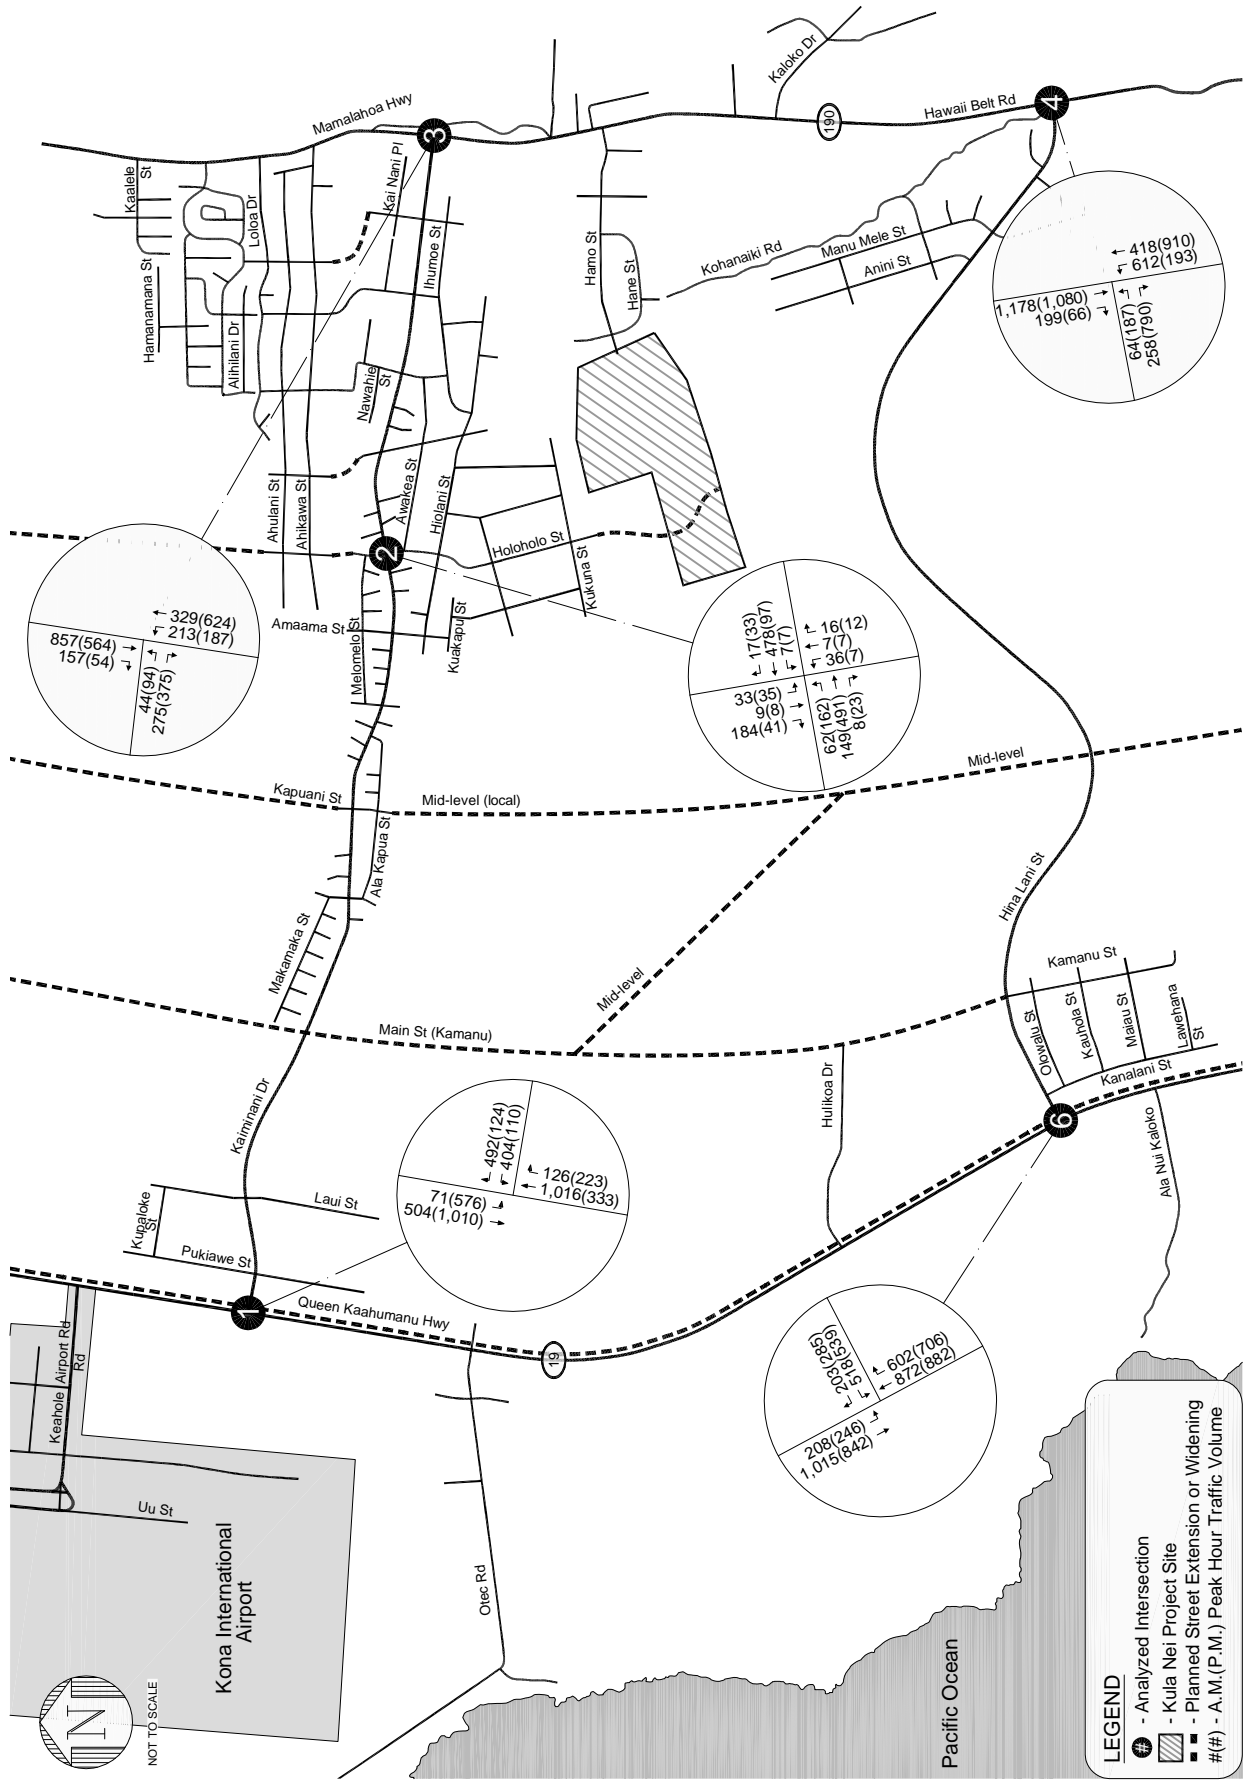 Mamalahoa Hwy
Kaloko Dr
190
Hawaii Belt Rd
4
3
Kaalele
St
Loloa Dr
Kai Nani Pl
Hamanamana St
Alihilani Dr
Ihumoe St
Hamo St
Hane St
Kohanaiki Rd
Manu Mele St
Anini St
418(910)
612(193)
1,178(1,080)
199(66)
64(187)
258(790)
Nawahie
St
Ahulani St
Ahikawa St
Awakea St
Hiolani St
2
Holoholo St
Kukuna St
Amaama St
Melomelo St
Kuakapu St
329(624)
213(187)
857(564)
157(54)
44(94)
275(375)
17(33)
478(97)
7(7)
16(12)
7(7)
36(7)
33(35)
9(8)
184(41)
62(162)
149(491)
8(23)
Kapuani St
Mid-level (local)
Mid-level
Ala Kapua St
Hina Lani St
Makamaka St
Mid-level
Main St (Kamanu)
Kamanu St
Olowalu St
Kauhola St
Maiau St
Lawehana
St
Kanalani St
Kaiminani Dr
Hulikoa Dr
6
Ala Nui Kaloko
492(124)
404(110)
126(223)
1,016(333)
71(576)
504(1,010)
Kupaloke
St
Laui St
Pukiawe St
1
Queen Kaahumanu Hwy
19
203(285)
518(539)
602(706)
872(882)
208(246)
1,015(842)
Keahole Airport Rd
Rd
Uu St
Kona International
Airport
Otec Rd
Pacific Ocean
N
NOT TO SCALE
LEGEND
# - Analyzed Intersection
- Kula Nei Project Site
- Planned Street Extension or Widening
#(#) - A.M.(P.M.) Peak Hour Traffic Volume